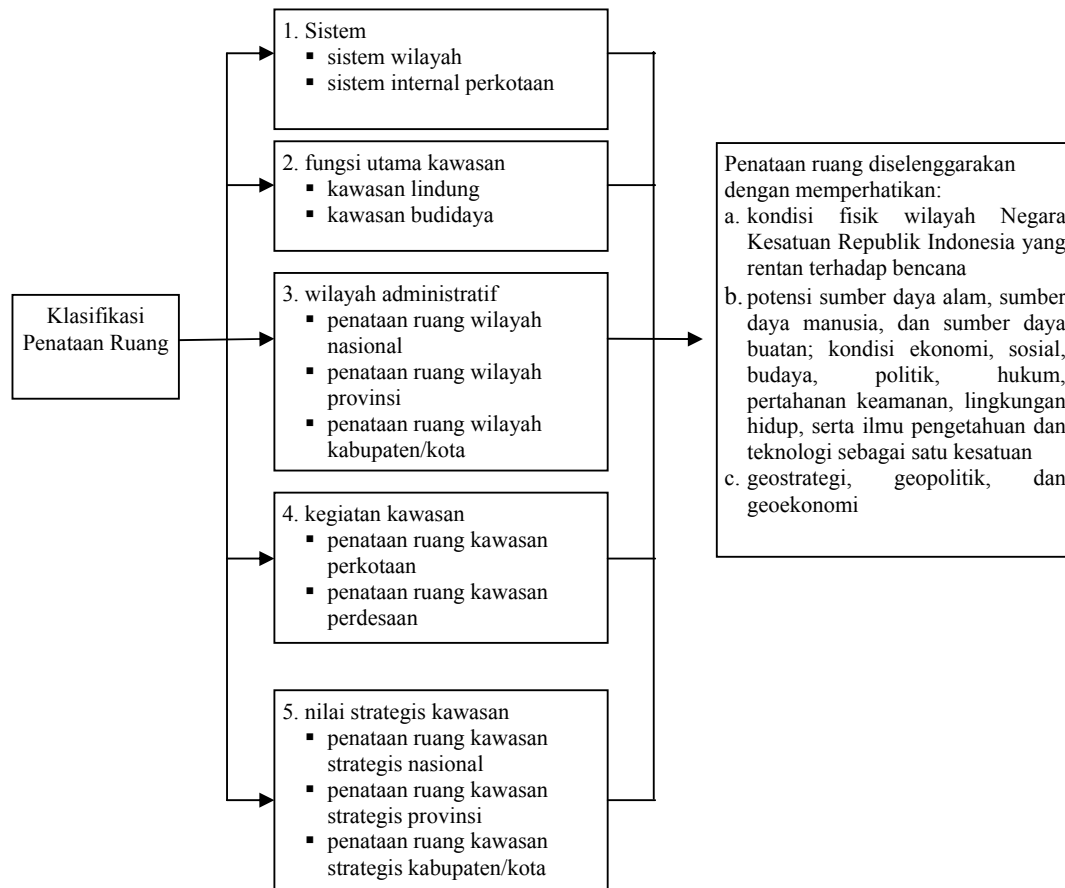 Klasifikasi
Penataan Ruang
1. Sistem
▪ sistem wilayah
▪ sistem internal perkotaan
2. fungsi utama kawasan
▪ kawasan lindung
▪ kawasan budidaya
3. wilayah administratif
▪ penataan ruang wilayah
nasional
▪ penataan ruang wilayah
provinsi
▪ penataan ruang wilayah
kabupaten/kota
4. kegiatan kawasan
▪ penataan ruang kawasan
perkotaan
▪ penataan ruang kawasan
perdesaan
5. nilai strategis kawasan
▪ penataan ruang kawasan
strategis nasional
▪ penataan ruang kawasan
strategis provinsi
▪ penataan ruang kawasan
strategis kabupaten/kota
Penataan ruang diselenggarakan
dengan memperhatikan:
a. kondisi fisik wilayah Negara
Kesatuan Republik Indonesia yang
rentan terhadap bencana
b. potensi sumber daya alam, sumber
daya manusia, dan sumber daya
buatan; kondisi ekonomi, sosial,
budaya, politik, hukum,
pertahanan keamanan, lingkungan
hidup, serta ilmu pengetahuan dan
teknologi sebagai satu kesatuan
c. geostrategi, geopolitik, dan
geoekonomi